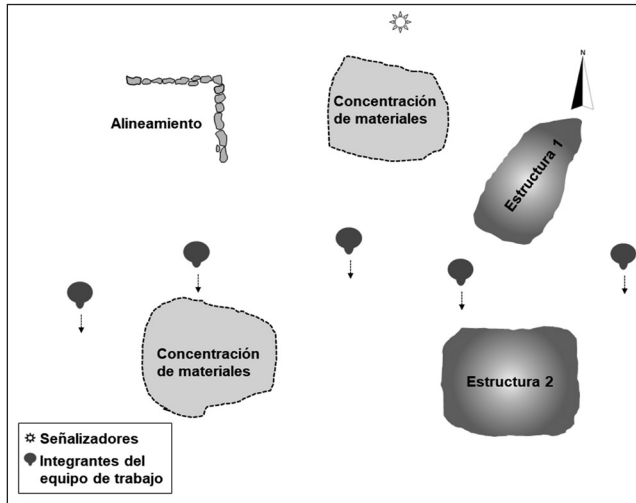 N
Concentración
de materiales
Alineamiento
Estructura 1
Concentración
de materiales
Estructura 2
Señalizadores
Integrantes del
equipo de trabajo